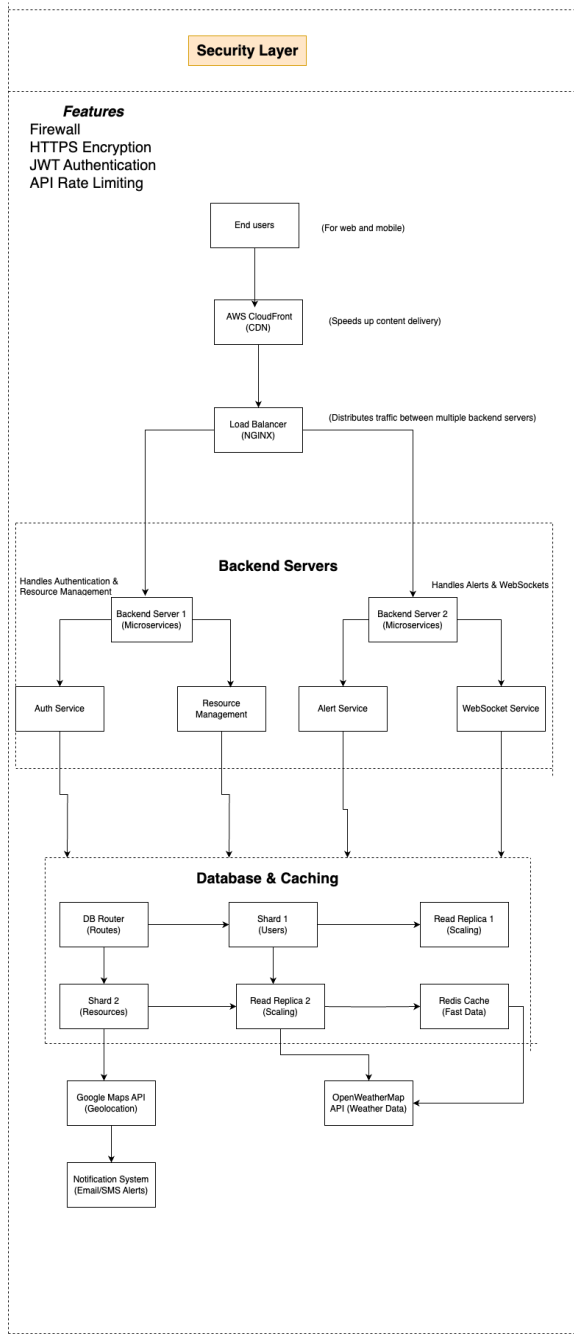 Security Layer
Features
Firewall
HTTPS Encryption
JWT Authentication
API Rate Limiting
End users
(For web and mobile)
AWS CloudFront
(CDN)
(Speeds up content delivery)
Load Balancer
(NGINX)
(Distributes traffic between multiple backend servers)
Backend Servers
Handles Authentication &
Resource Management
Handles Alerts & WebSockets
Backend Server 1
(Microservices)
Backend Server 2
(Microservices)
Auth Service
Resource
Management
Alert Service
WebSocket Service
Database & Caching
DB Router
(Routes)
Shard 1
(Users)
Read Replica 1
(Scaling)
Shard 2
(Resources)
Read Replica 2
(Scaling)
Redis Cache
(Fast Data)
Google Maps API
(Geolocation)
OpenWeatherMap
API (Weather Data)
Notification System
(Email/SMS Alerts)